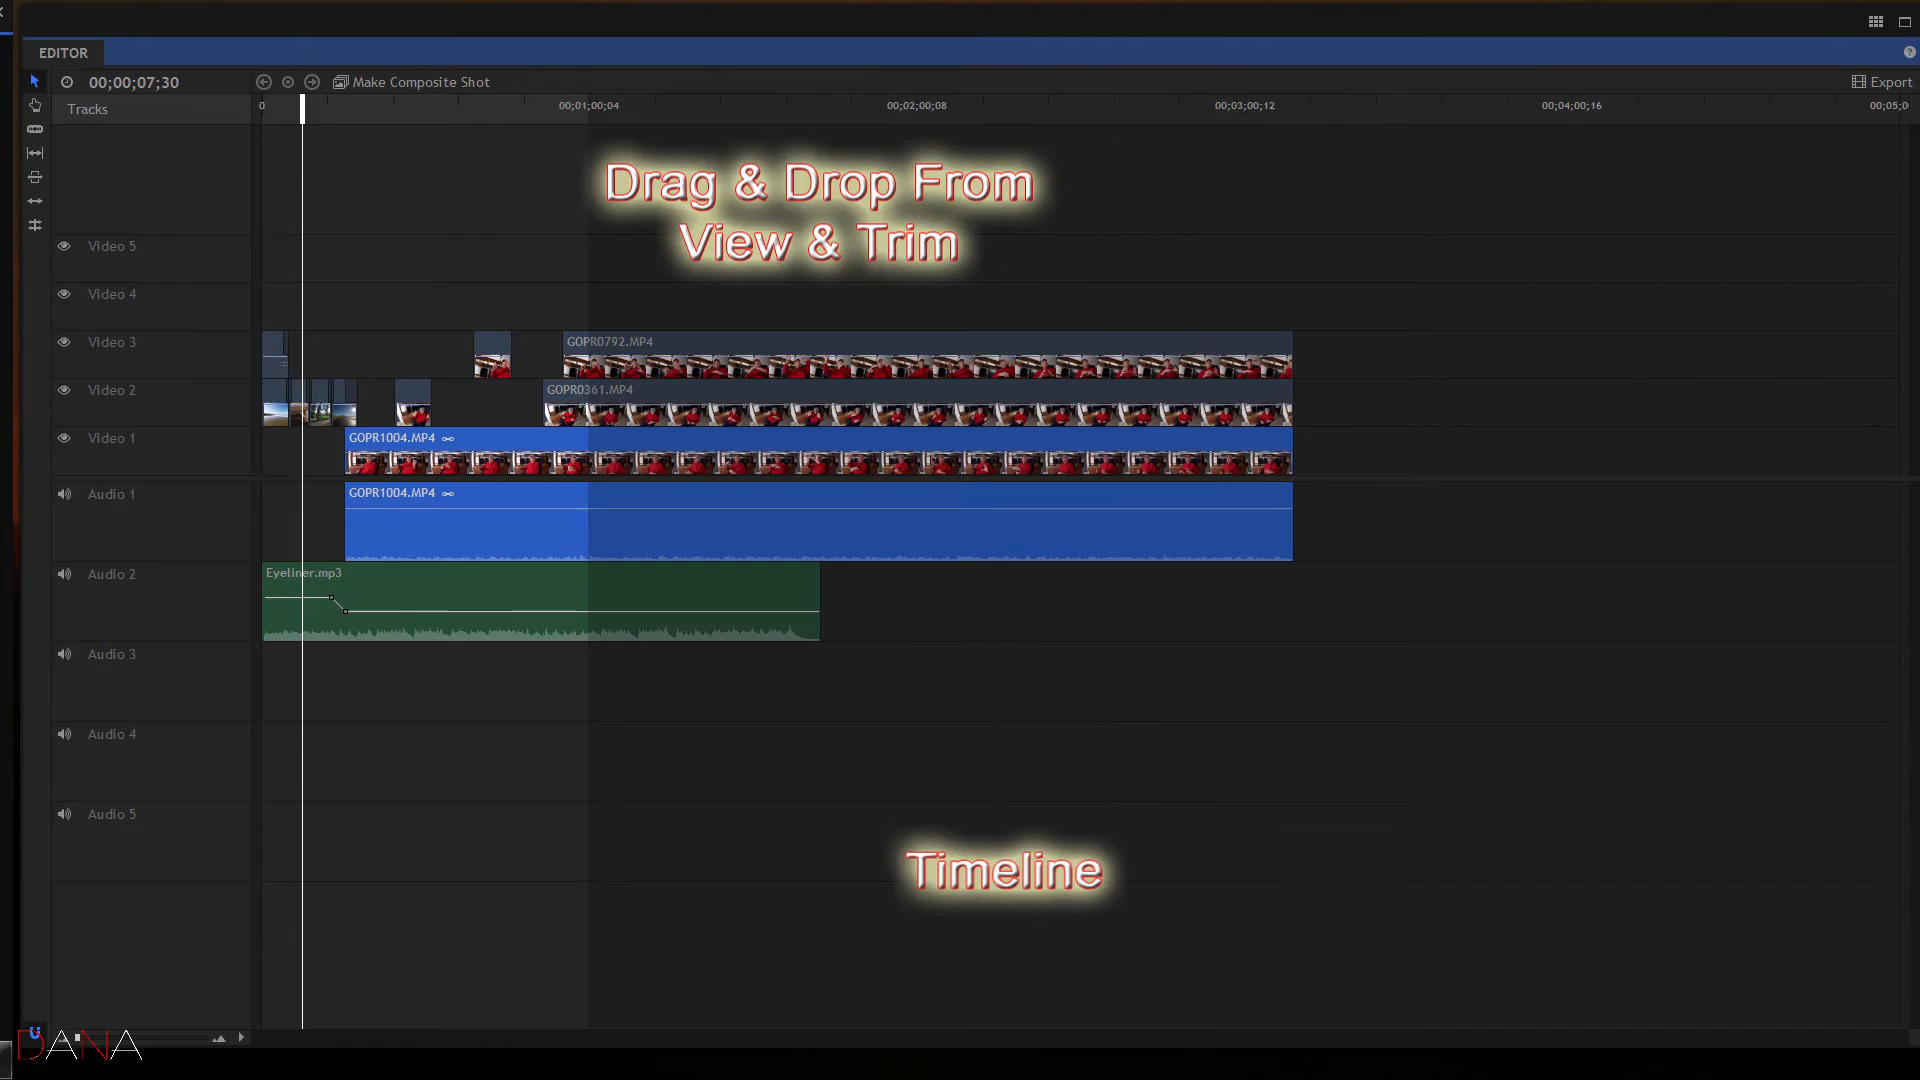 EDITOR
00;00;07;30
Make Composite Shot
Export
Tracks
0
00;01;00;04
00;02;00;08
00;03;00;12
00;04;00;16
00;05;0
Drag & Drop From
View & Trim
Video 5
Video 4
Video 3
GOPR0792.MP4
Video 2
GOPR0361.MP4
Video 1
GOPR1004.MP4
Audio 1
GOPR1004.MP4
Audio 2
Eyeliner.mp3
Audio 3
Audio 4
Audio 5
Timeline
DANA